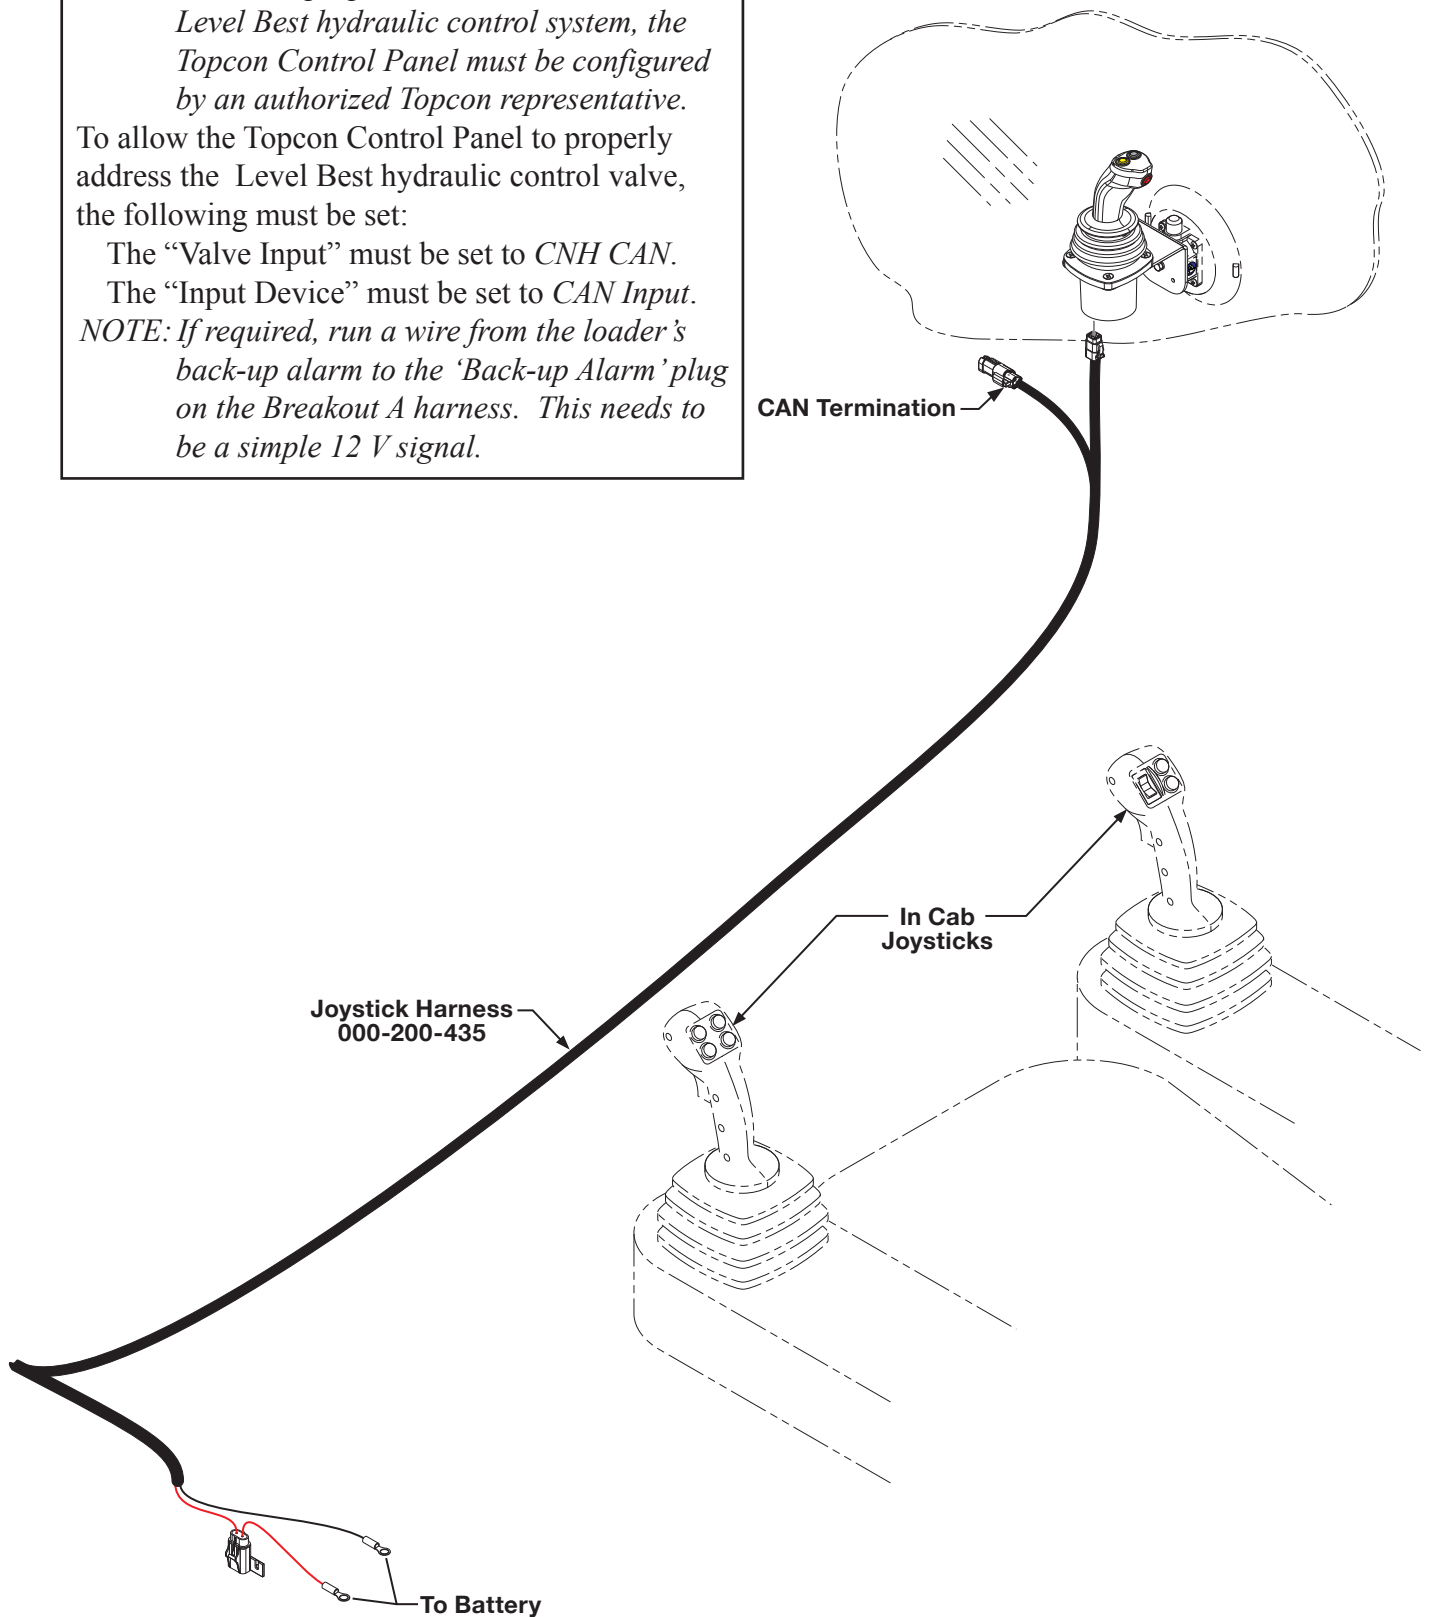 Level Best hydraulic control system, the
Topcon Control Panel must be configured
by an authorized Topcon representative.
To allow the Topcon Control Panel to properly
address the  Level Best hydraulic control valve,
the following must be set:
The “Valve Input” must be set to CNH CAN.
The “Input Device” must be set to CAN Input.
NOTE: If required, run a wire from the loader’s
back-up alarm to the ‘Back-up Alarm’ plug
on the Breakout A harness.  This needs to
be a simple 12 V signal.
CAN Termination
In Cab
Joysticks
Joystick Harness
000-200-435
To Battery